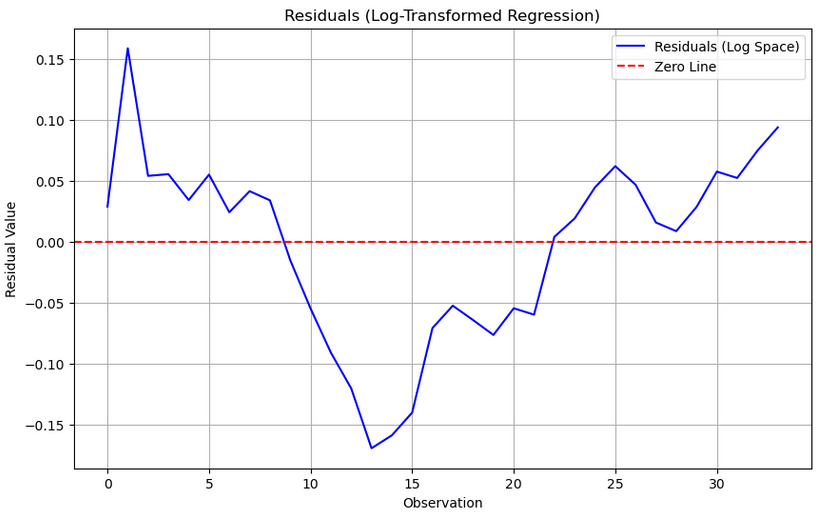 Residuals (Log-Transformed Regression)
Residuals (Log Space)
Zero Line
Residual Value
0.15
0.10
0.05
0.00
−0.05
−0.10
−0.15
0 5 10 15 20 25 30
Observation